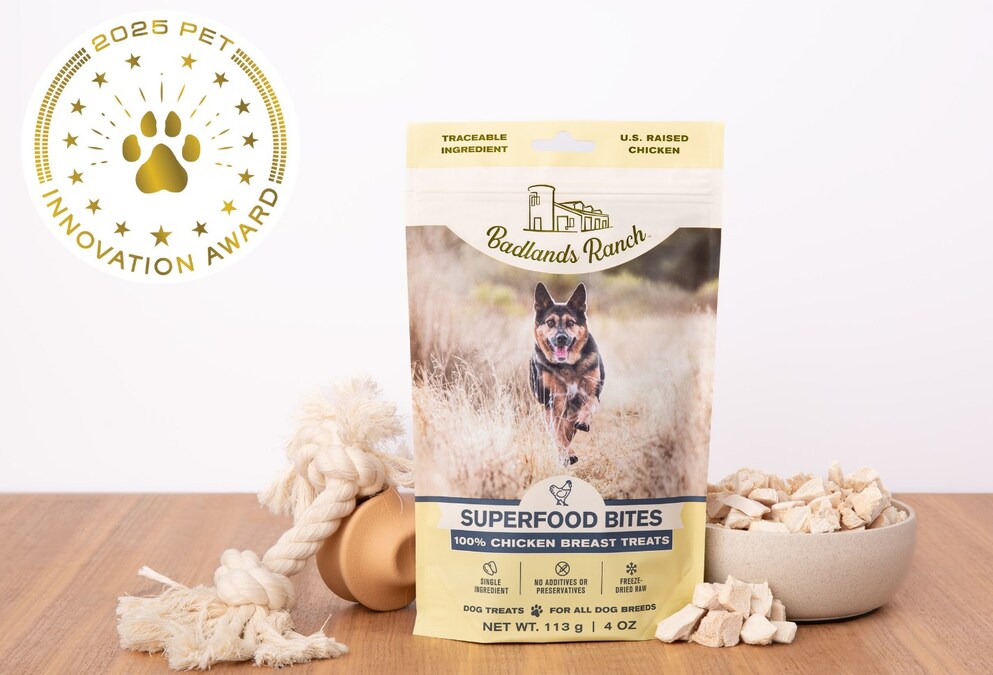 2025 PET
INNOVATION AWARD
TRACEABLE
INGREDIENT
U.S. RAISED
CHICKEN
Badlands Ranch™
SUPERFOOD BITES
100% CHICKEN BREAST TREATS
SINGLE
INGREDIENT
NO ADDITIVES OR
PRESERVATIVES
FREEZE-
DRIED RAW
DOG TREATS FOR ALL DOG BREEDS
NET WT. 113 g | 4 OZ